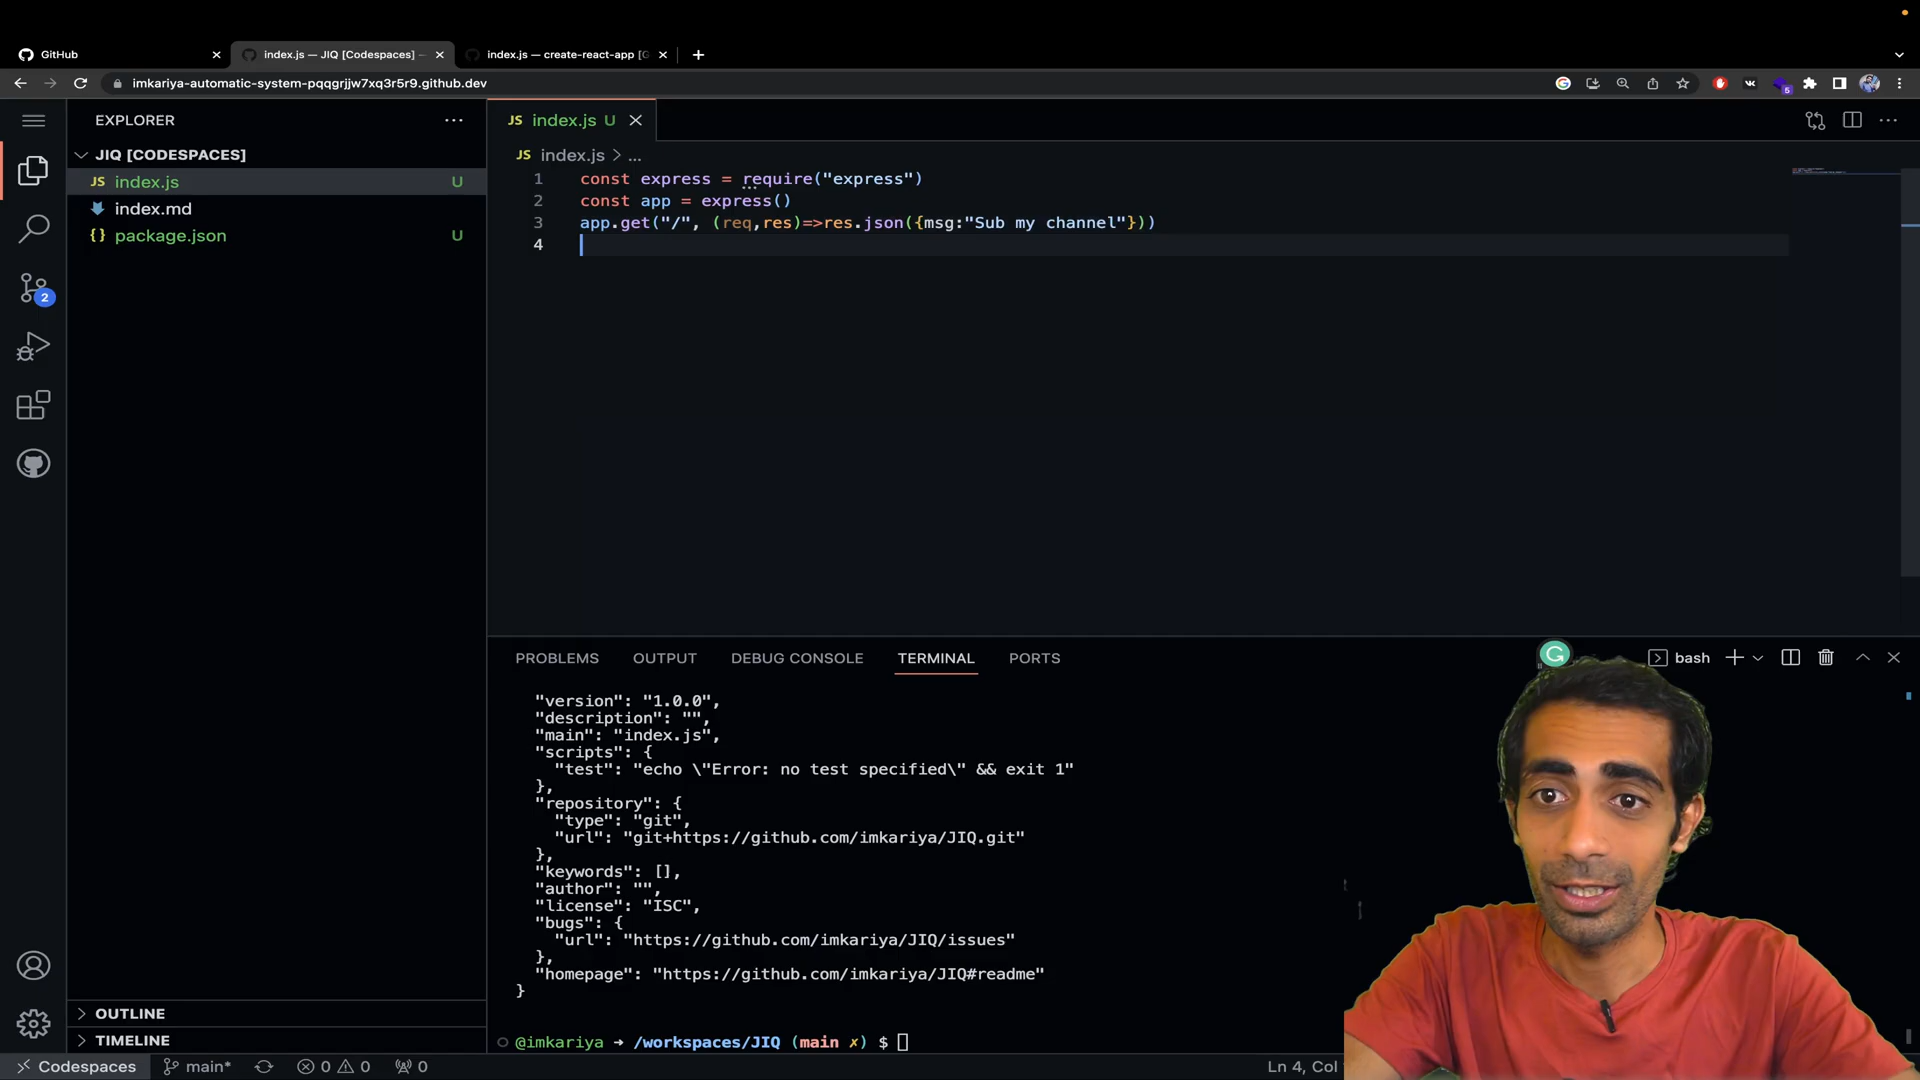 GitHub
index.js — JIQ [Codespaces] —
index.js — create-react-app [G
imkariya-automatic-system-pqqgrjjw7xq3r5r9.github.dev
5
EXPLORER
JIQ [CODESPACES]
JS index.js U
index.md
{} package.json U
2
OUTLINE
TIMELINE
JS index.js U
JS index.js > ...
1 const express = require("express")
2 const app = express()
3 app.get("/", (req,res)=>res.json({msg:"Sub my channel"}))
4
PROBLEMS OUTPUT DEBUG CONSOLE TERMINAL PORTS
bash
"version": "1.0.0",
"description": "",
"main": "index.js",
"scripts": {
"test": "echo \"Error: no test specified\" && exit 1"
},
"repository": {
"type": "git",
"url": "git+https://github.com/imkariya/JIQ.git"
},
"keywords": [],
"author": "",
"license": "ISC",
"bugs": {
"url": "https://github.com/imkariya/JIQ/issues"
},
"homepage": "https://github.com/imkariya/JIQ#readme"
}
@imkariya → /workspaces/JIQ (main ✗) $
Codespaces main* 0 0 0 Ln 4, Col